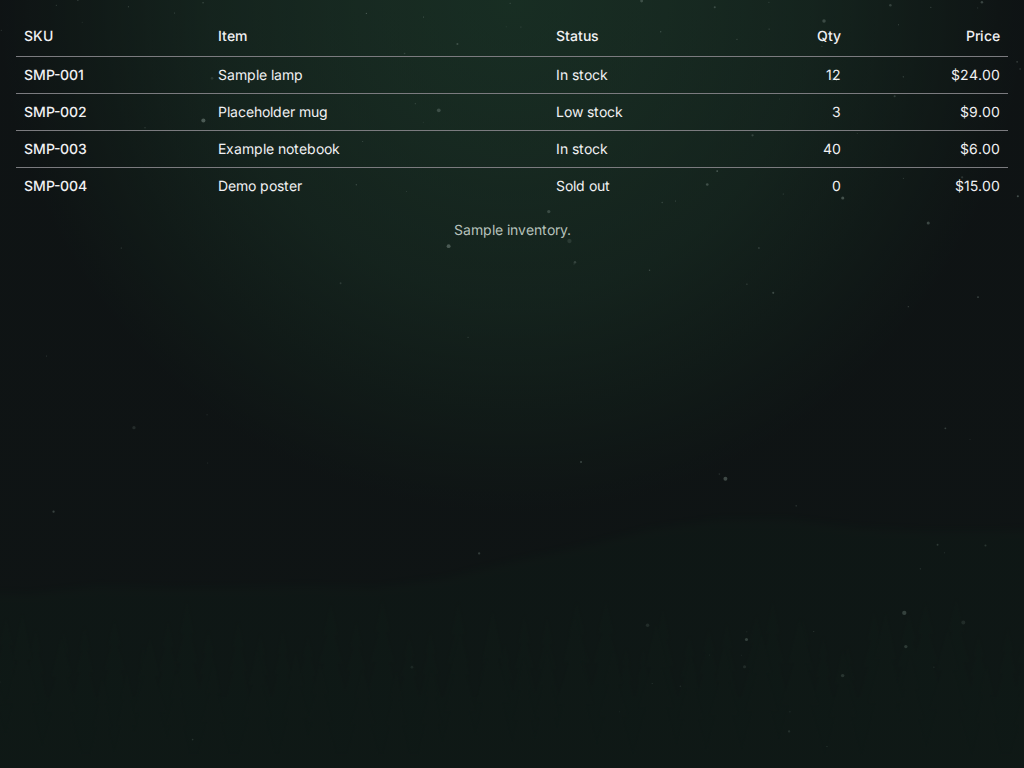 SKU Item Status Qty Price
SMP-001 Sample lamp In stock 12 $24.00
SMP-002 Placeholder mug Low stock 3 $9.00
SMP-003 Example notebook In stock 40 $6.00
SMP-004 Demo poster Sold out 0 $15.00
Sample inventory.